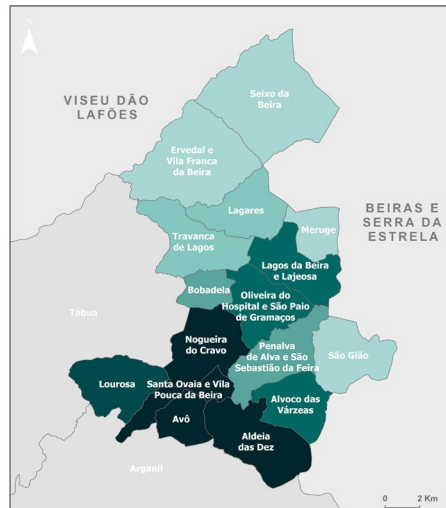 N
Seixo da
Beira
VISEU DÃO
LAFÕES
Ervedal e
Vila Franca
da Beira
Lagares
BEIRAS E
SERRA DA
ESTRELA
Meruge
Travanca
de Lagos
Lagos da Beira
e Lajeosa
Bobadela
Oliveira do
Hospital e São Paio
de Gramaços
Tábua
Nogueira
do Cravo
Penalva
de Alva e São
Sebastião da Feira
São Gião
Lourosa
Santa Ovaia e Vila
Pouca da Beira
Alvoco das
Várzeas
Avô
Aldeia
das Dez
Arganil
0 2 Km